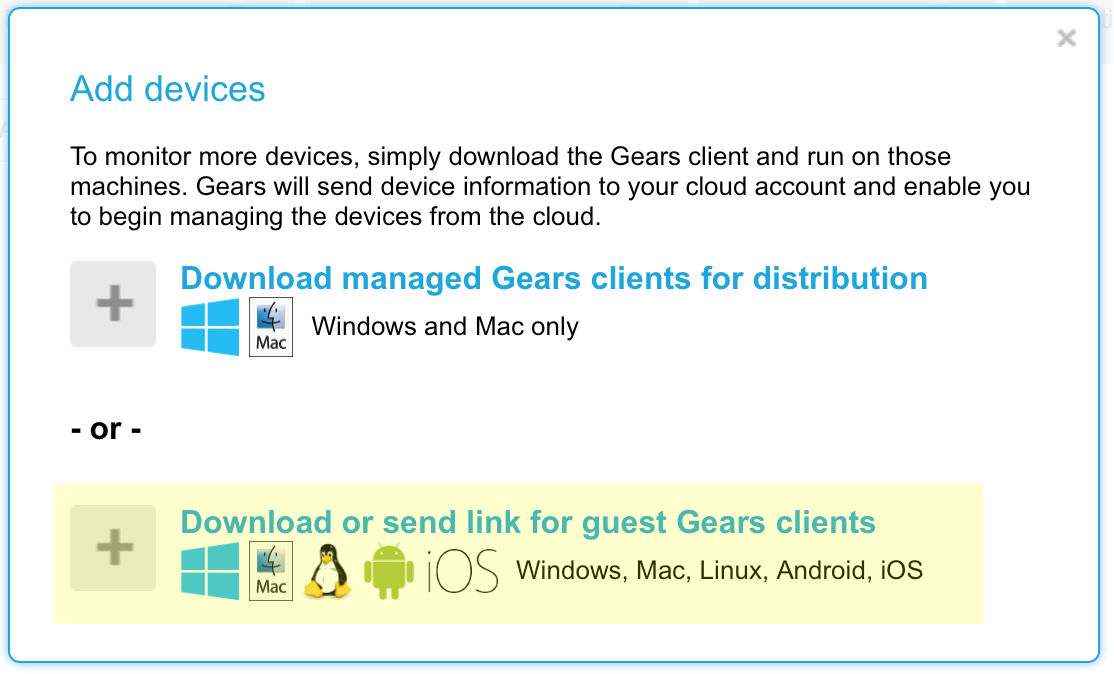 Add devices
To monitor more devices, simply download the Gears client and run on those
machines. Gears will send device information to your cloud account and enable you
to begin managing the devices from the cloud.
Download managed Gears clients for distribution
Mac
Windows and Mac only
- or -
Download or send link for guest Gears clients
Mac
iOS
Windows, Mac, Linux, Android, iOS